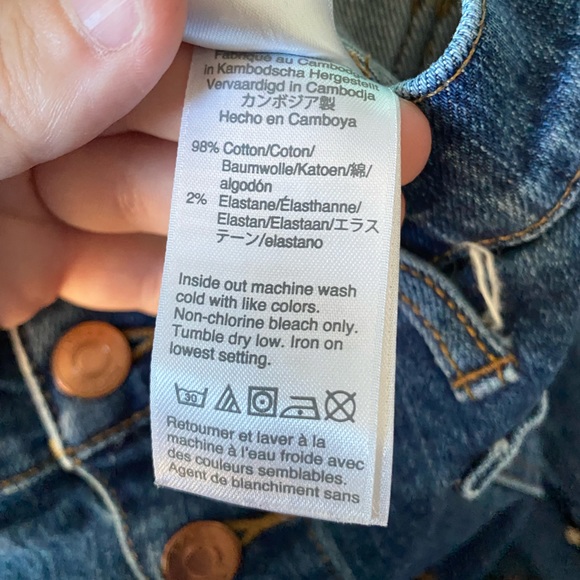 Fabriqué au Cambodge
in Kambodscha Hergestellt
Vervaardigd in Cambodja
カンボジア製
Hecho en Camboya
98% Cotton/Coton/
Baumwolle/Katoen/綿/
algodón
2% Elastane/Élasthanne/
Elastan/Elastaan/エラス
テーン/elastano
Inside out machine wash
cold with like colors.
Non-chlorine bleach only.
Tumble dry low. Iron on
lowest setting.
30
Retourner et laver à la
machine à l'eau froide avec
des couleurs semblables.
Agent de blanchiment sans